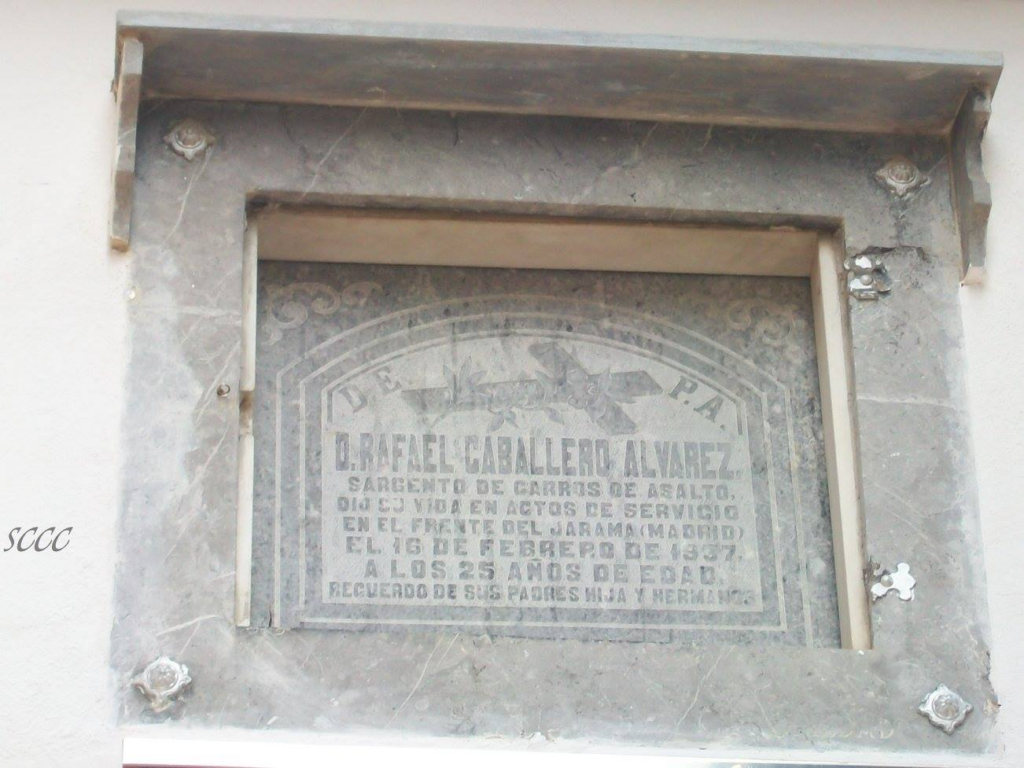 D.E P.A.
D. RAFAEL CABALLERO ALVAREZ.
SARGENTO DE CARROS DE ASALTO.
DIO SU VIDA EN ACTOS DE SERVICIO
EN EL FRENTE DEL JARAMA (MADRID)
EL 16 DE FEBRERO DE 1937.
A LOS 25 AÑOS DE EDAD.
RECUERDO DE SUS PADRES HIJA Y HERMANOS
SCCC